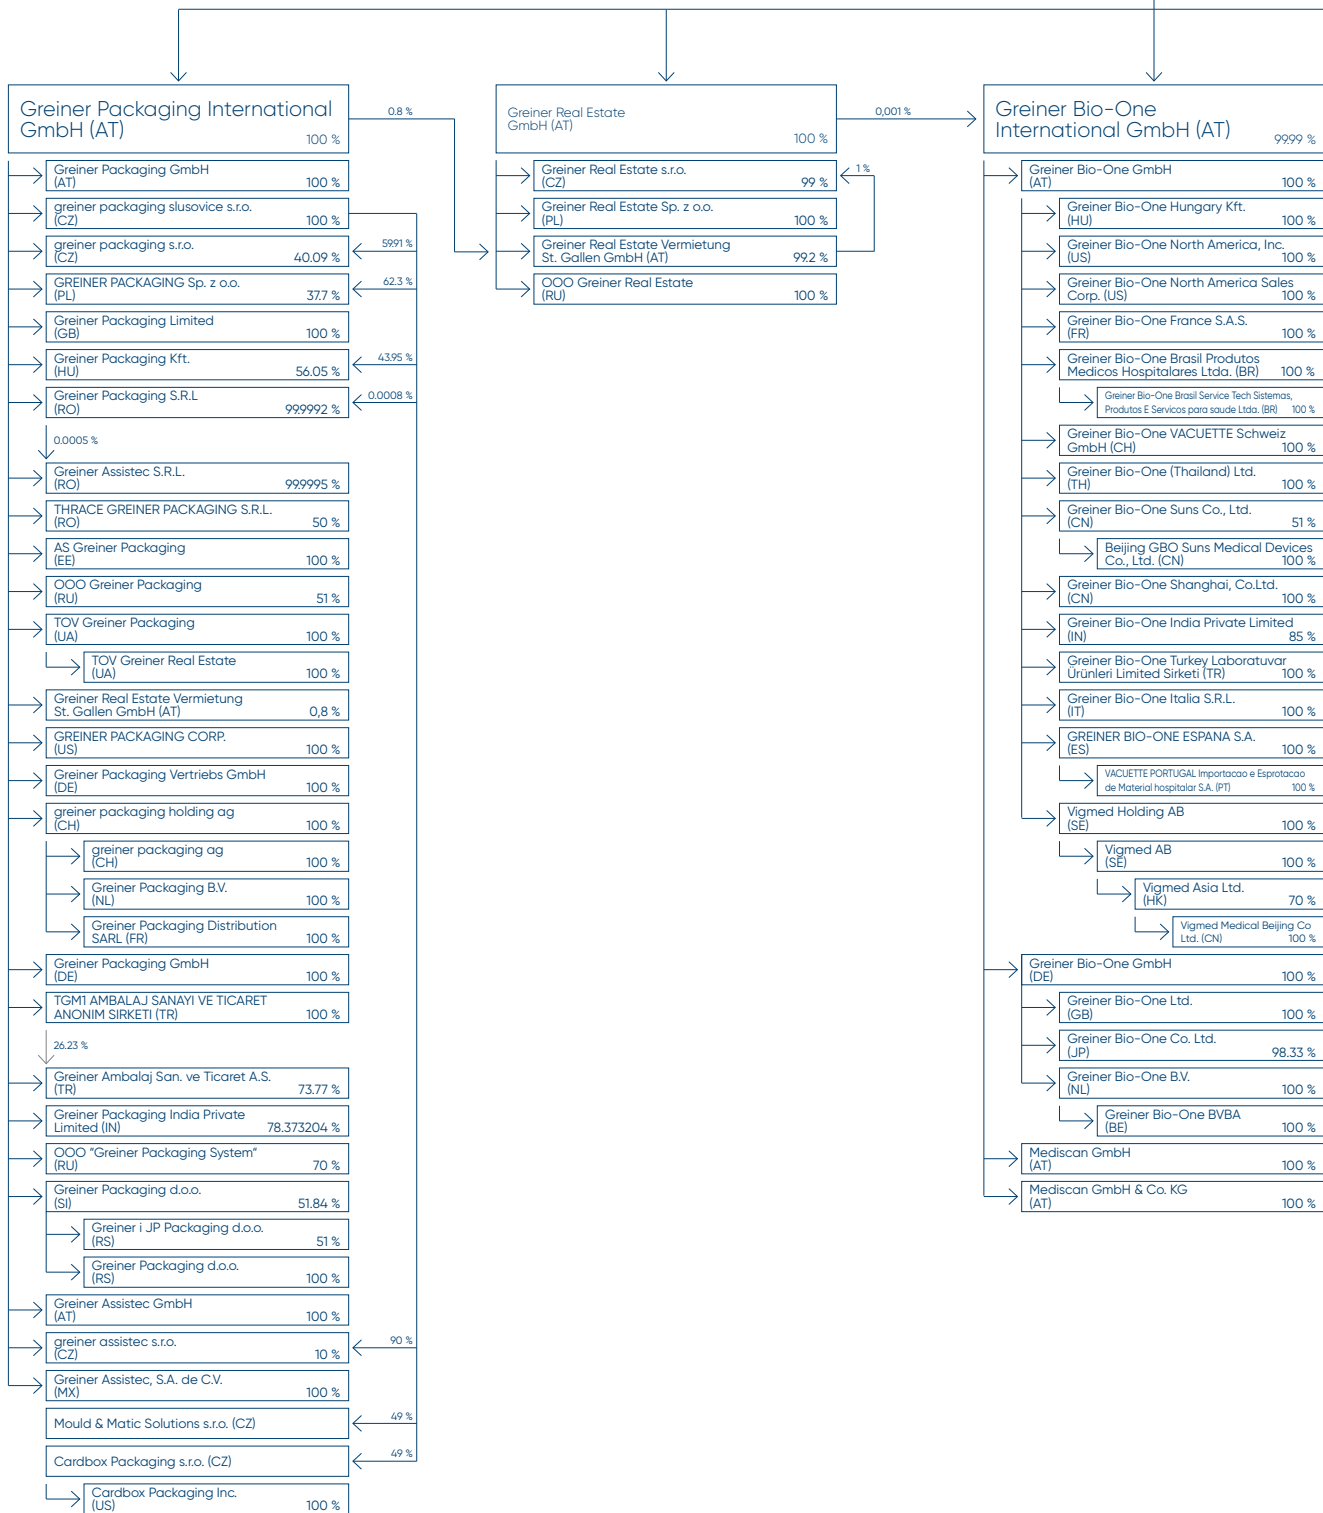 Greiner Packaging International
GmbH (AT)
100 %
0.8 %
Greiner Packaging GmbH
(AT) 100 %
greiner packaging slusovice s.r.o.
(CZ) 100 %
greiner packaging s.r.o.
(CZ) 40.09 %
59.91 %
GREINER PACKAGING Sp. z o.o.
(PL) 37.7 %
62.3 %
Greiner Packaging Limited
(GB) 100 %
Greiner Packaging Kft.
(HU) 56.05 %
43.95 %
Greiner Packaging S.R.L
(RO) 99.9992 %
0.0008 %
0.0005 %
Greiner Assistec S.R.L.
(RO) 99.9995 %
THRACE GREINER PACKAGING S.R.L.
(RO) 50 %
AS Greiner Packaging
(EE) 100 %
OOO Greiner Packaging
(RU) 51 %
TOV Greiner Packaging
(UA) 100 %
TOV Greiner Real Estate
(UA) 100 %
Greiner Real Estate Vermietung
St. Gallen GmbH (AT) 0,8 %
GREINER PACKAGING CORP.
(US) 100 %
Greiner Packaging Vertriebs GmbH
(DE) 100 %
greiner packaging holding ag
(CH) 100 %
greiner packaging ag
(CH) 100 %
Greiner Packaging B.V.
(NL) 100 %
Greiner Packaging Distribution
SARL (FR) 100 %
Greiner Packaging GmbH
(DE) 100 %
TGM1 AMBALAJ SANAYI VE TICARET
ANONIM SIRKETI (TR) 100 %
26.23 %
Greiner Ambalaj San. ve Ticaret A.S.
(TR) 73.77 %
Greiner Packaging India Private
Limited (IN) 78.373204 %
OOO "Greiner Packaging System"
(RU) 70 %
Greiner Packaging d.o.o.
(SI) 51.84 %
Greiner i JP Packaging d.o.o.
(RS) 51 %
Greiner Packaging d.o.o.
(RS) 100 %
Greiner Assistec GmbH
(AT) 100 %
greiner assistec s.r.o.
(CZ) 10 %
90 %
Greiner Assistec, S.A. de C.V.
(MX) 100 %
Mould & Matic Solutions s.r.o. (CZ)
49 %
Cardbox Packaging s.r.o. (CZ)
49 %
Cardbox Packaging Inc.
(US) 100 %
Greiner Real Estate
GmbH (AT)
100 %
0,001 %
Greiner Real Estate s.r.o.
(CZ) 99 %
1 %
Greiner Real Estate Sp. z o.o.
(PL) 100 %
Greiner Real Estate Vermietung
St. Gallen GmbH (AT) 99.2 %
OOO Greiner Real Estate
(RU) 100 %
Greiner Bio-One
International GmbH (AT)
99.99 %
Greiner Bio-One GmbH
(AT) 100 %
Greiner Bio-One Hungary Kft.
(HU) 100 %
Greiner Bio-One North America, Inc.
(US) 100 %
Greiner Bio-One North America Sales
Corp. (US) 100 %
Greiner Bio-One France S.A.S.
(FR) 100 %
Greiner Bio-One Brasil Produtos
Medicos Hospitalares Ltda. (BR) 100 %
Greiner Bio-One Brasil Service Tech Sistemas,
Produtos E Servicos para saude Ltda. (BR) 100 %
Greiner Bio-One VACUETTE Schweiz
GmbH (CH) 100 %
Greiner Bio-One (Thailand) Ltd.
(TH) 100 %
Greiner Bio-One Suns Co., Ltd.
(CN) 51 %
Beijing GBO Suns Medical Devices
Co., Ltd. (CN) 100 %
Greiner Bio-One Shanghai, Co.Ltd.
(CN) 100 %
Greiner Bio-One India Private Limited
(IN) 85 %
Greiner Bio-One Turkey Laboratuvar
Ürünleri Limited Sirketi (TR) 100 %
Greiner Bio-One Italia S.R.L.
(IT) 100 %
GREINER BIO-ONE ESPANA S.A.
(ES) 100 %
VACUETTE PORTUGAL Importacao e Esprotacao
de Material hospitalar S.A. (PT) 100 %
Vigmed Holding AB
(SE) 100 %
Vigmed AB
(SE) 100 %
Vigmed Asia Ltd.
(HK) 70 %
Vigmed Medical Beijing Co
Ltd. (CN) 100 %
Greiner Bio-One GmbH
(DE) 100 %
Greiner Bio-One Ltd.
(GB) 100 %
Greiner Bio-One Co. Ltd.
(JP) 98.33 %
Greiner Bio-One B.V.
(NL) 100 %
Greiner Bio-One BVBA
(BE) 100 %
Mediscan GmbH
(AT) 100 %
Mediscan GmbH & Co. KG
(AT) 100 %